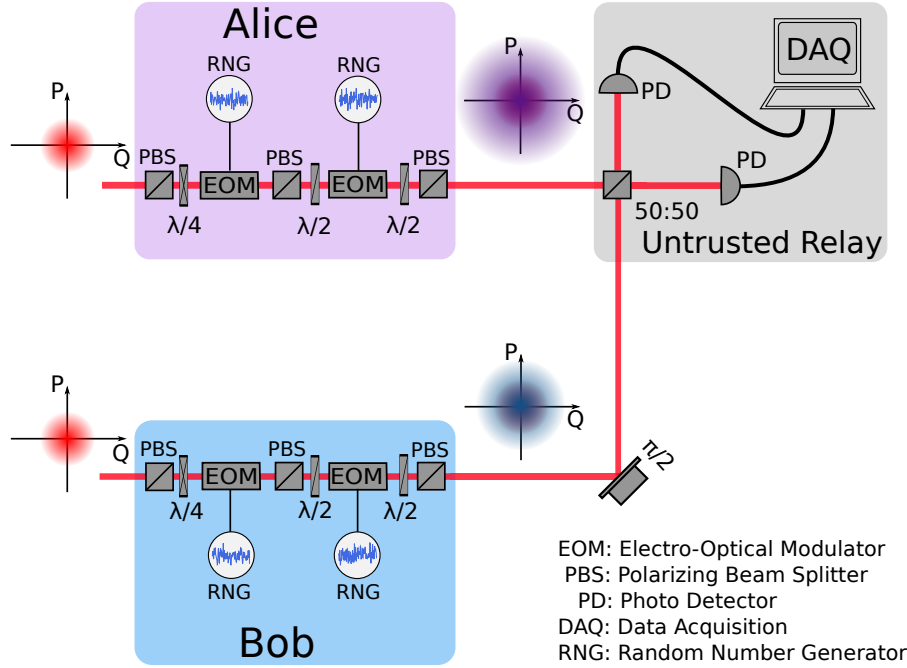 Alice
RNG
RNG
P
Q
PBS
EOM
PBS
EOM
PBS
λ/4
λ/2
λ/2
P
Q
DAQ
PD
PD
50:50
Untrusted Relay
P
Q
PBS
EOM
PBS
EOM
PBS
λ/4
λ/2
λ/2
RNG
RNG
Bob
P
Q
π/2
EOM: Electro-Optical Modulator
PBS: Polarizing Beam Splitter
PD: Photo Detector
DAQ: Data Acquisition
RNG: Random Number Generator